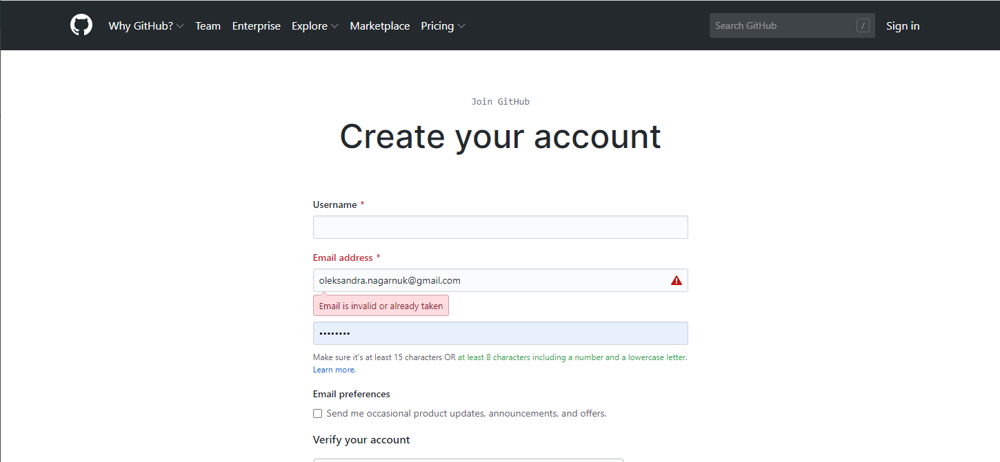 Why GitHub? Team Enterprise Explore Marketplace Pricing Search GitHub / Sign in
Join GitHub
Create your account
Username *
Email address *
oleksandra.nagarnuk@gmail.com
Email is invalid or already taken
••••••••
Make sure it's at least 15 characters OR at least 8 characters including a number and a lowercase letter.
Learn more.
Email preferences
Send me occasional product updates, announcements, and offers.
Verify your account